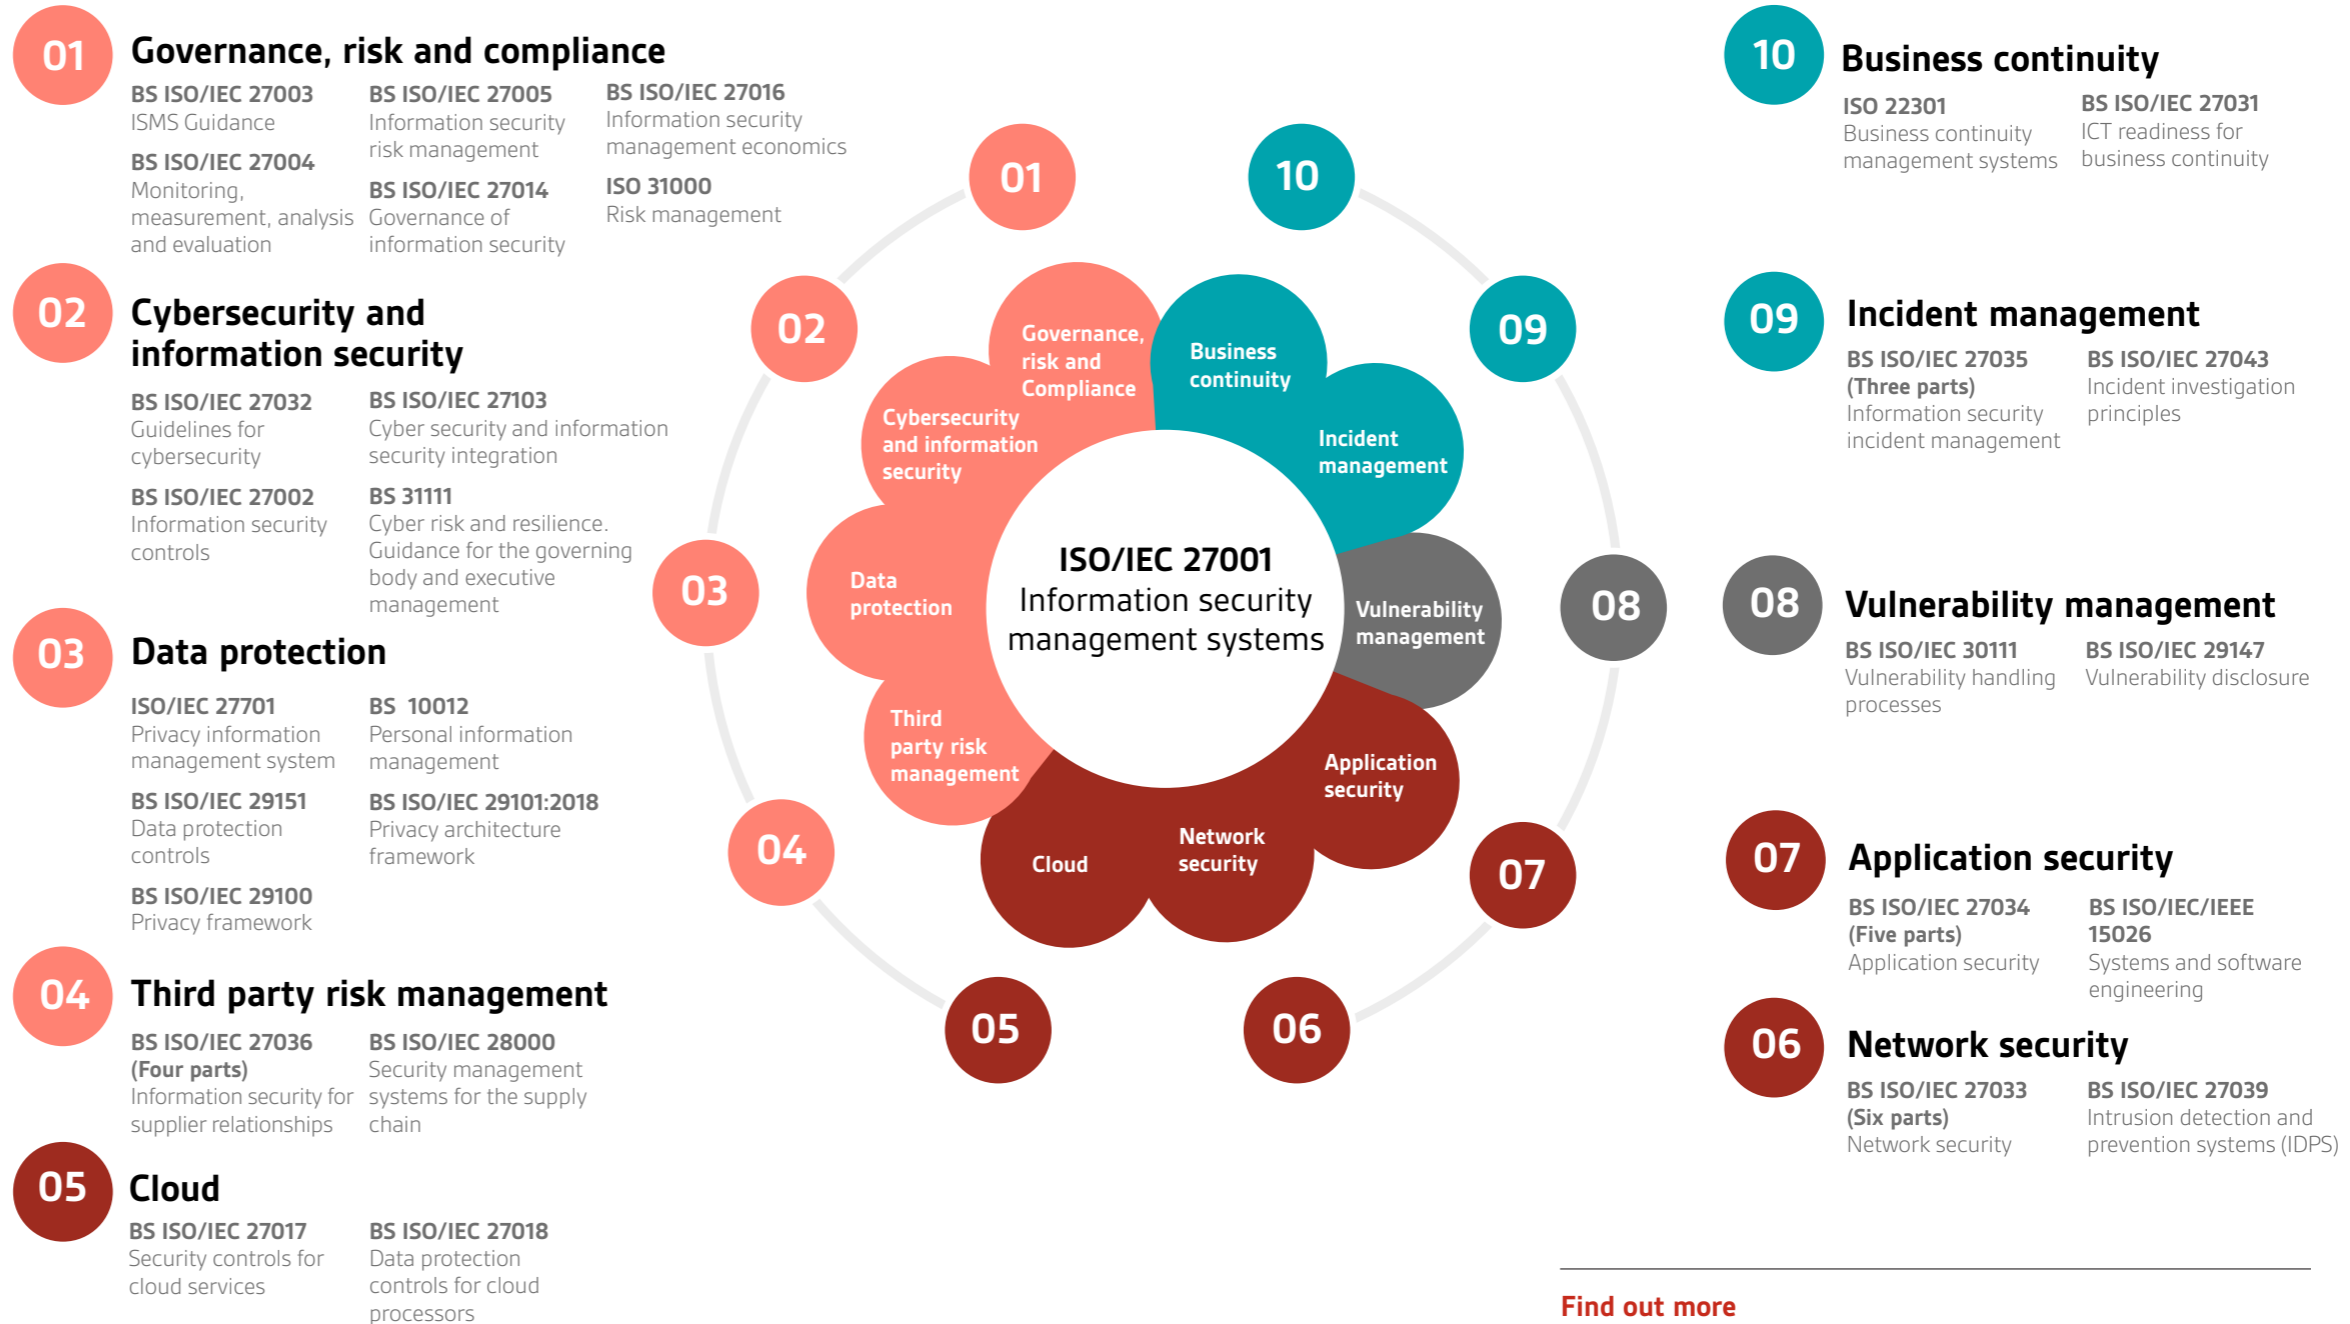 01
Governance, risk and compliance
BS ISO/IEC 27003
ISMS Guidance
BS ISO/IEC 27004
Monitoring,
measurement, analysis
and evaluation
BS ISO/IEC 27005
Information security
risk management
BS ISO/IEC 27014
Governance of
information security
BS ISO/IEC 27016
Information security
management economics
ISO 31000
Risk management
02
Cybersecurity and
information security
BS ISO/IEC 27032
Guidelines for
cybersecurity
BS ISO/IEC 27002
Information security
controls
BS ISO/IEC 27103
Cyber security and information
security integration
BS 31111
Cyber risk and resilience.
Guidance for the governing
body and executive
management
03
Data protection
ISO/IEC 27701
Privacy information
management system
BS ISO/IEC 29151
Data protection
controls
BS ISO/IEC 29100
Privacy framework
BS 10012
Personal information
management
BS ISO/IEC 29101:2018
Privacy architecture
framework
04
Third party risk management
BS ISO/IEC 27036
(Four parts)
Information security for
supplier relationships
BS ISO/IEC 28000
Security management
systems for the supply
chain
05
Cloud
BS ISO/IEC 27017
Security controls for
cloud services
BS ISO/IEC 27018
Data protection
controls for cloud
processors
01
02
03
04
05
06
07
08
09
10
Governance,
risk and
Compliance
Cybersecurity
and information
security
Data
protection
Third
party risk
management
Cloud
Network
security
Application
security
Vulnerability
management
Incident
management
Business
continuity
ISO/IEC 27001
Information security
management systems
10
Business continuity
ISO 22301
Business continuity
management systems
BS ISO/IEC 27031
ICT readiness for
business continuity
09
Incident management
BS ISO/IEC 27035
(Three parts)
Information security
incident management
BS ISO/IEC 27043
Incident investigation
principles
08
Vulnerability management
BS ISO/IEC 30111
Vulnerability handling
processes
BS ISO/IEC 29147
Vulnerability disclosure
07
Application security
BS ISO/IEC 27034
(Five parts)
Application security
BS ISO/IEC/IEEE
15026
Systems and software
engineering
06
Network security
BS ISO/IEC 27033
(Six parts)
Network security
BS ISO/IEC 27039
Intrusion detection and
prevention systems (IDPS)
Find out more